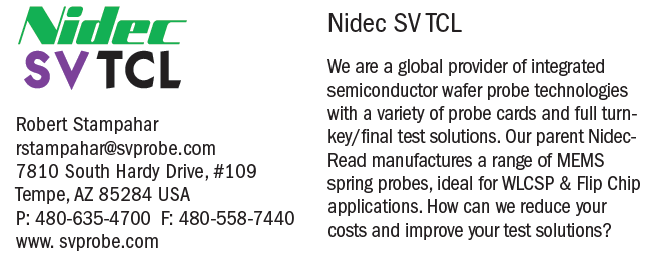 Nidec
SV TCL
Robert Stampahar
rstampahar@svprobe.com
7810 South Hardy Drive, #109
Tempe, AZ 85284 USA
P: 480-635-4700 F: 480-558-7440
www. svprobe.com
Nidec SV TCL
We are a global provider of integrated
semiconductor wafer probe technologies
with a variety of probe cards and full turn-
key/final test solutions. Our parent Nidec-
Read manufactures a range of MEMS
spring probes, ideal for WLCSP & Flip Chip
applications. How can we reduce your
costs and improve your test solutions?